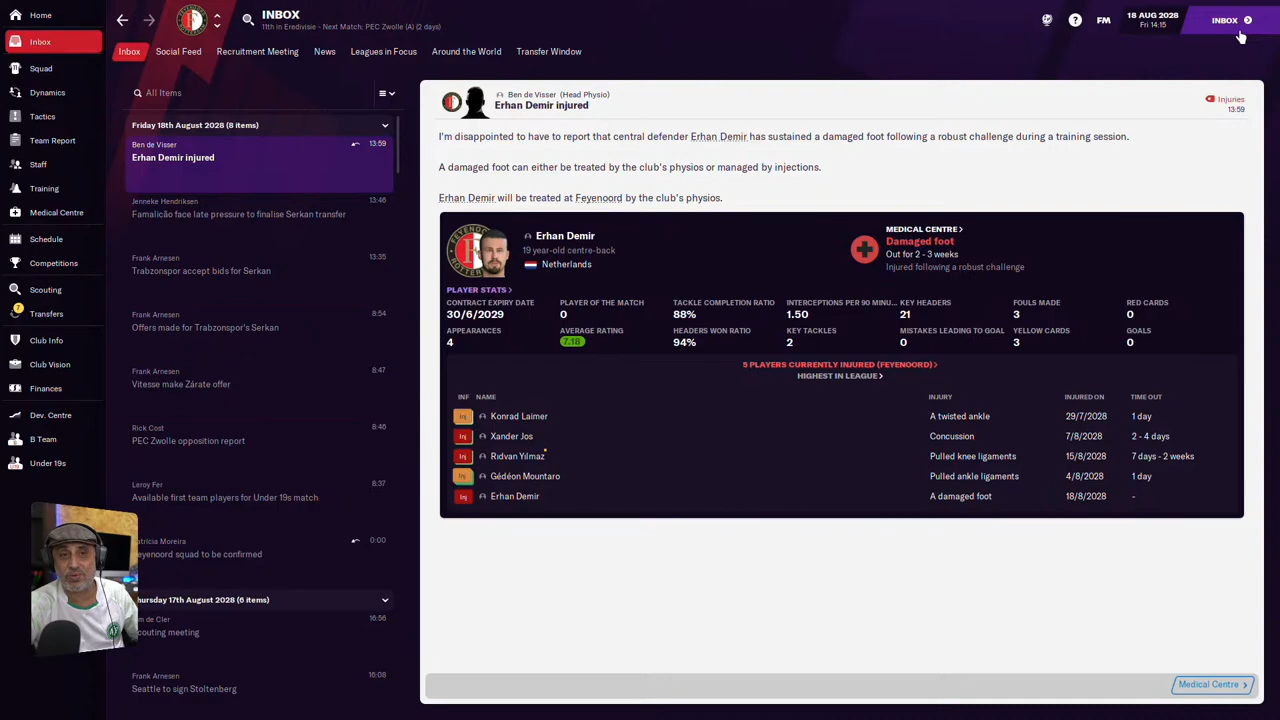 Home
Inbox
Squad
Dynamics
Tactics
Team Report
Staff
Training
Medical Centre
Schedule
Competitions
Scouting
7
Transfers
Club Info
Club Vision
Finances
Dev. Centre
B Team
Under 19s
INBOX
11th in Eredivisie - Next Match: PEC Zwolle (A) (2 days)
FM
18 AUG 2028
Fri 14:15
INBOX
Inbox
Social Feed
Recruitment Meeting
News
Leagues in Focus
Around the World
Transfer Window
All Items
Friday 18th August 2028 (8 items)
Ben de Visser 13:59
Erhan Demir injured
Jenneke Hendriksen 13:46
Famalicão face late pressure to finalise Serkan transfer
Frank Arnesen 13:35
Trabzonspor accept bids for Serkan
Frank Arnesen 8:54
Offers made for Trabzonspor's Serkan
Frank Arnesen 8:47
Vitesse make Zárate offer
Rick Cost 8:46
PEC Zwolle opposition report
Leroy Fer 8:37
Available first team players for Under 19s match
atrícia Moreira 0:00
eyenoord squad to be confirmed
hursday 17th August 2028 (6 items)
m de Cler 16:56
couting meeting
Frank Arnesen 16:08
Seattle to sign Stoltenberg
Ben de Visser (Head Physio)
Erhan Demir injured
Injuries
13:59
I'm disappointed to have to report that central defender Erhan Demir has sustained a damaged foot following a robust challenge during a training session.
A damaged foot can either be treated by the club's physios or managed by injections.
Erhan Demir will be treated at Feyenoord by the club's physios.
Erhan Demir
19 year-old centre-back
Netherlands
MEDICAL CENTRE
Damaged foot
Out for 2 - 3 weeks
Injured following a robust challenge
PLAYER STATS
CONTRACT EXPIRY DATE PLAYER OF THE MATCH TACKLE COMPLETION RATIO INTERCEPTIONS PER 90 MINU... KEY HEADERS FOULS MADE RED CARDS
30/6/2029 0 88% 1.50 21 3 0
APPEARANCES AVERAGE RATING HEADERS WON RATIO KEY TACKLES MISTAKES LEADING TO GOAL YELLOW CARDS GOALS
4 7.18 94% 2 0 3 0
5 PLAYERS CURRENTLY INJURED (FEYENOORD)
HIGHEST IN LEAGUE
INF NAME INJURY INJURED ON TIME OUT
Inj Konrad Laimer A twisted ankle 29/7/2028 1 day
Inj Xander Jos Concussion 7/8/2028 2 - 4 days
Inj Rıdvan Yılmaz Pulled knee ligaments 15/8/2028 7 days - 2 weeks
Inj Gédéon Mountaro Pulled ankle ligaments 4/8/2028 1 day
Inj Erhan Demir A damaged foot 18/8/2028 -
Medical Centre